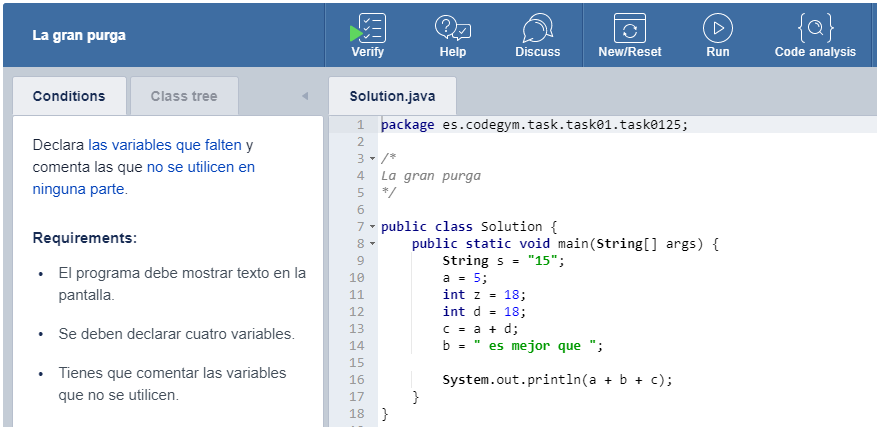 La gran purga
Verify
Help
Discuss
New/Reset
Run
Code analysis
Conditions
Class tree
Solution.java
Declara las variables que falten y
comenta las que no se utilicen en
ninguna parte.
Requirements:
• El programa debe mostrar texto en la
pantalla.
• Se deben declarar cuatro variables.
• Tienes que comentar las variables
que no se utilicen.
1 package es.codegym.task.task01.task0125;
2
3 /*
4 La gran purga
5 */
6
7 public class Solution {
8     public static void main(String[] args) {
9         String s = "15";
10         a = 5;
11         int z = 18;
12         int d = 18;
13         c = a + d;
14         b = " es mejor que ";
15
16         System.out.println(a + b + c);
17     }
18 }